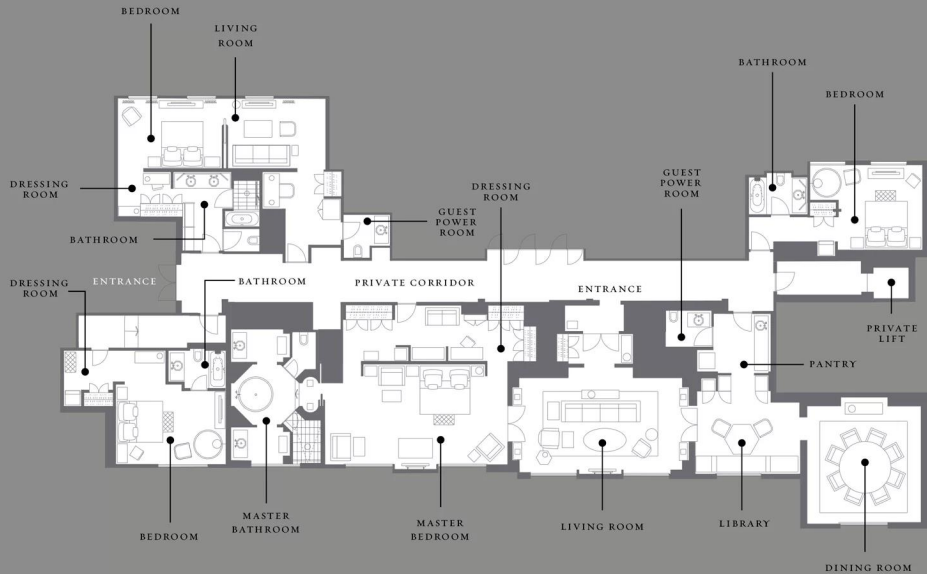 BEDROOM
LIVING
ROOM
BATHROOM
BEDROOM
DRESSING
ROOM
DRESSING
ROOM
GUEST
POWER
ROOM
GUEST
POWER
ROOM
BATHROOM
ENTRANCE
DRESSING
ROOM
BATHROOM
PRIVATE CORRIDOR
ENTRANCE
PRIVATE
LIFT
PANTRY
BEDROOM
MASTER
BATHROOM
MASTER
BEDROOM
LIVING ROOM
LIBRARY
DINING ROOM